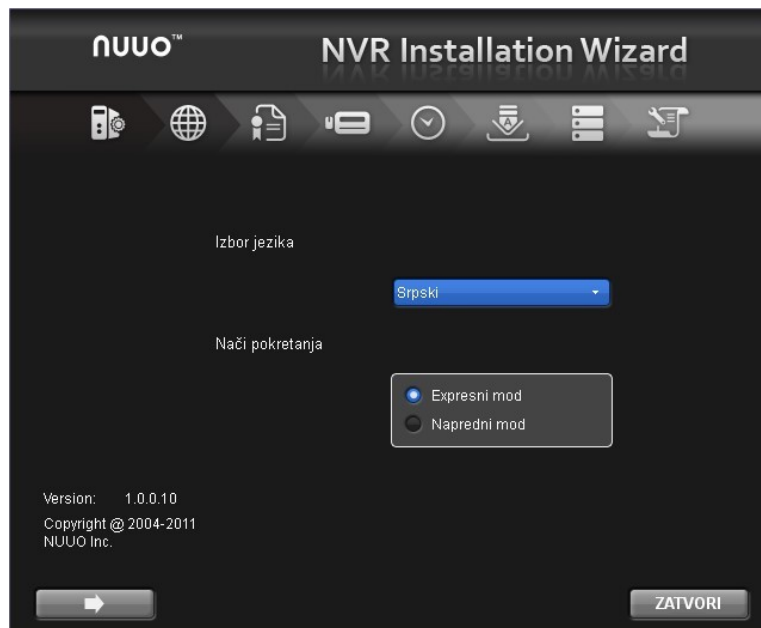 nuuo™
NVR Installation Wizard
A
Izbor jezika
Srpski
Nači pokretanja
Expresni mod
Napredni mod
Version: 1.0.0.10
Copyright @ 2004-2011
NUUO Inc.
ZATVORI